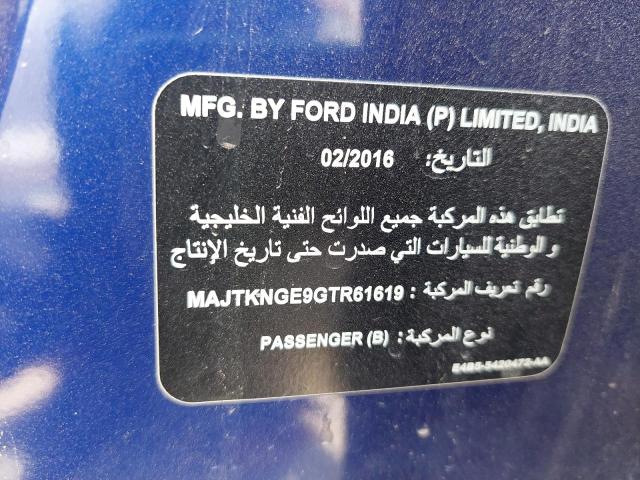 MFG. BY FORD INDIA (P) LIMITED, INDIA
التاريخ: 02/2016
تطابق هذه المركبة جميع اللوائح الفنية الخليجية
و الوطنية للسيارات التي صدرت حتى تاريخ الإنتاج
رقم تعريف المركبة : MAJTKNGE9GTR61619
نوع المركبة : PASSENGER (B)